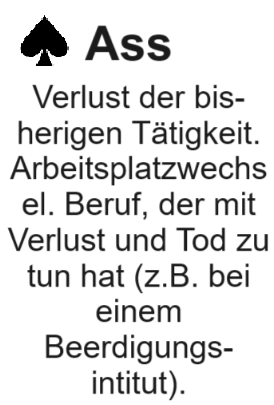 Ass
Verlust der bis-
herigen Tätigkeit.
Arbeitsplatzwechs
el. Beruf, der mit
Verlust und Tod zu
tun hat (z.B. bei
einem
Beerdigungs-
intitut).